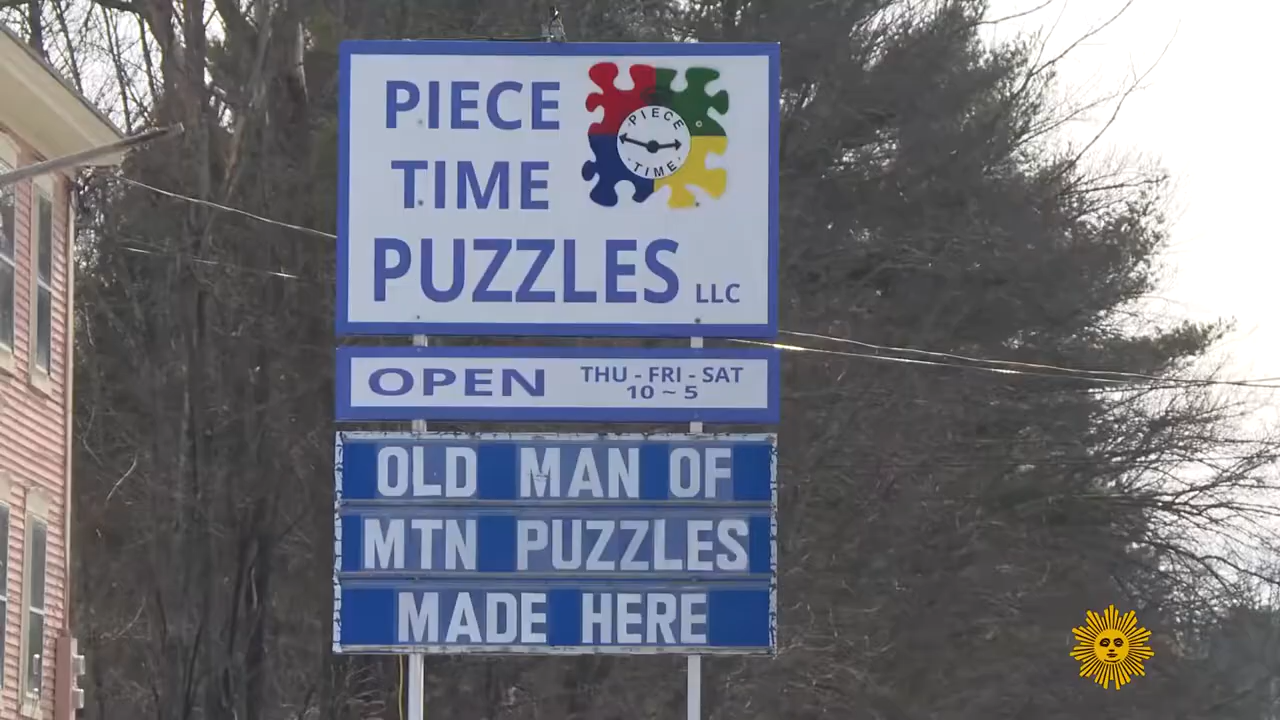 PIECE
TIME
PUZZLES LLC
PIECE
TIME
OPEN THU - FRI - SAT
10 ~ 5
OLD MAN OF
MTN PUZZLES
MADE HERE